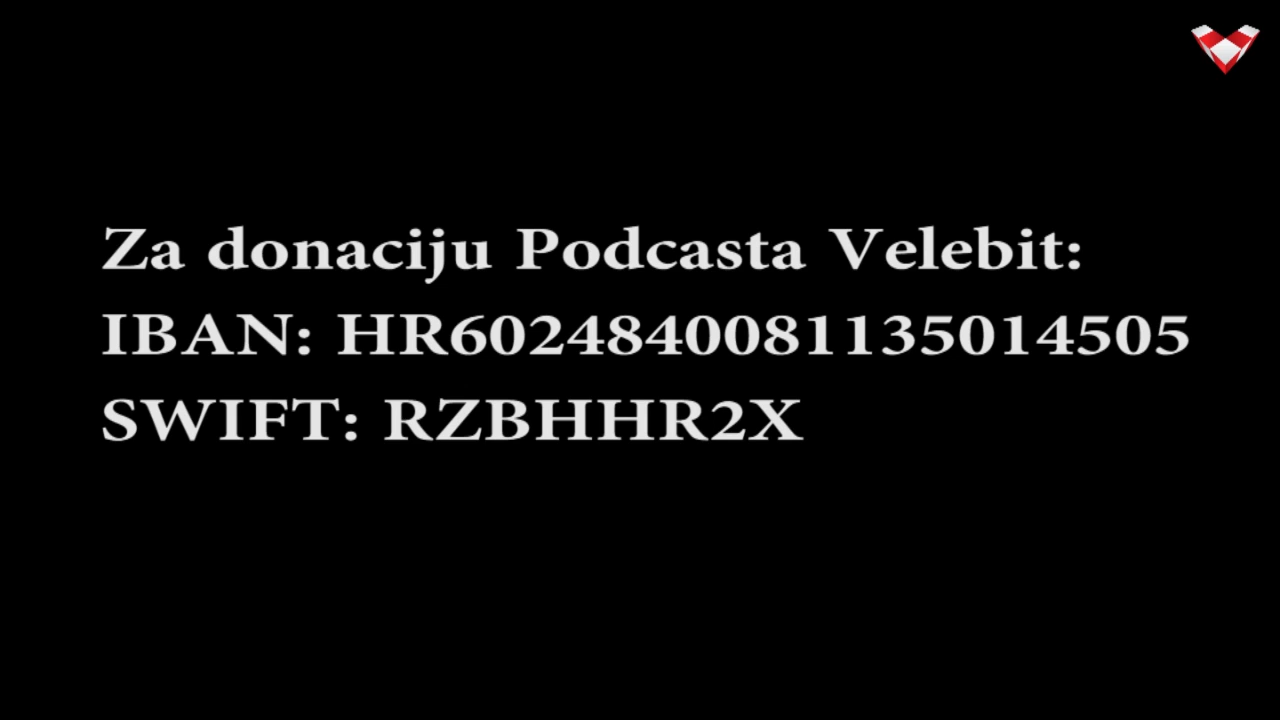 Za donaciju Podcasta Velebit:
IBAN: HR6024840081135014505
SWIFT: RZBHHR2X